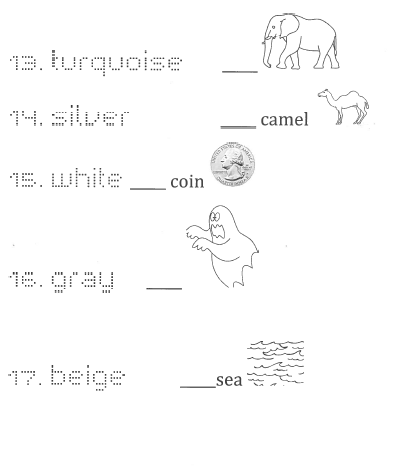 13. turquoise ____
14. silver ____ camel
15. white ____ coin
16. gray ____
17. beige ____sea